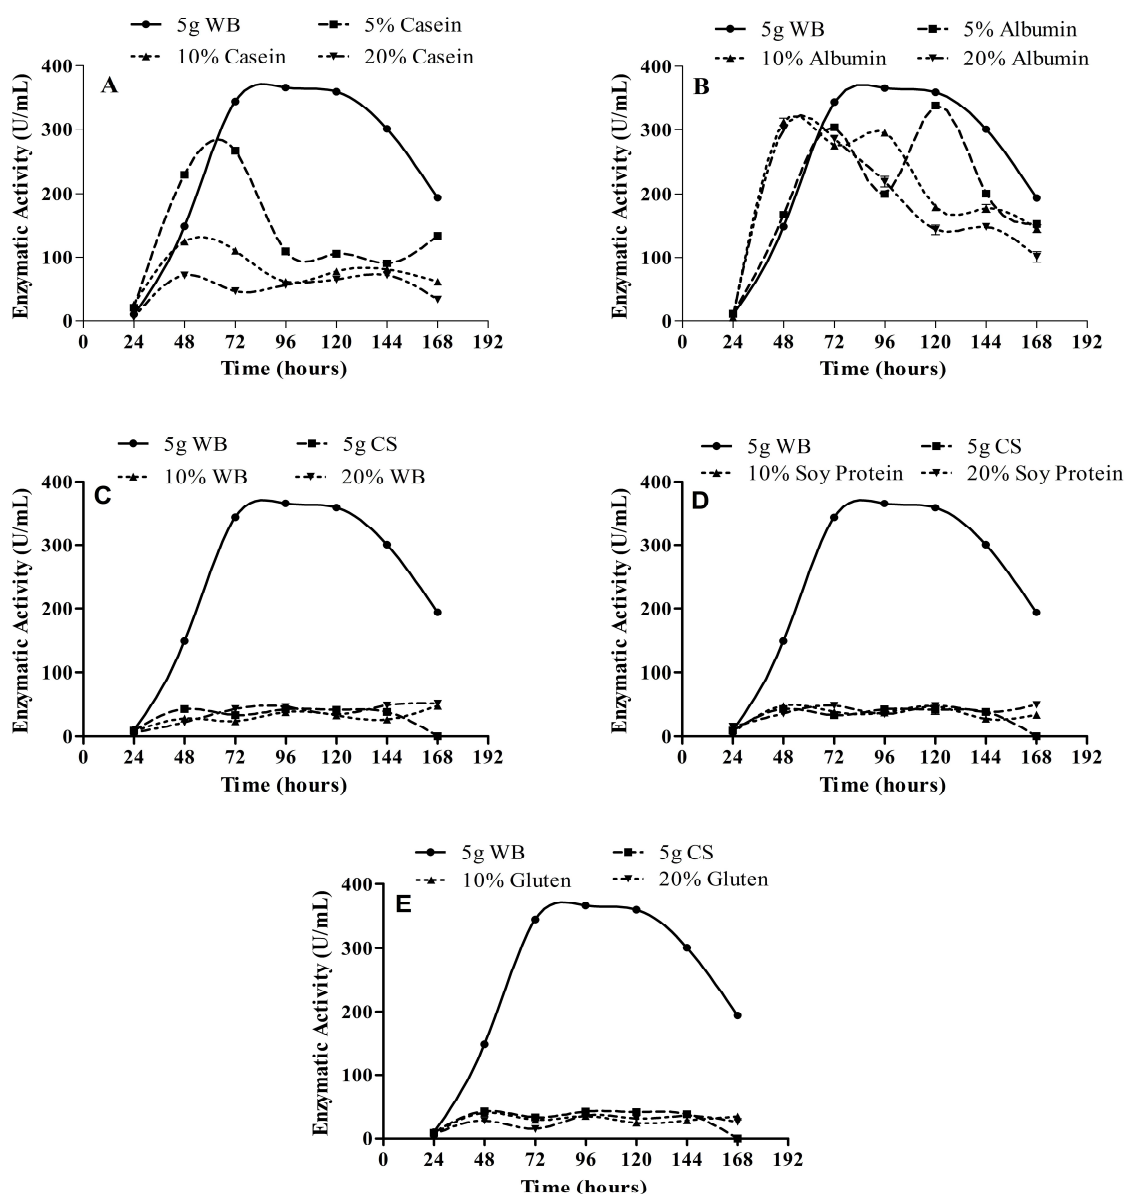 5g WB 5% Casein
10% Casein 20% Casein
A
Enzymatic Activity (U/mL)
400
300
200
100
0
0 24 48 72 96 120 144 168 192
Time (hours)
5g WB 5% Albumin
10% Albumin 20% Albumin
B
Enzymatic Activity (U/mL)
400
300
200
100
0
0 24 48 72 96 120 144 168 192
Time (hours)
5g WB 5g CS
10% WB 20% WB
C
Enzymatic Activity (U/mL)
400
300
200
100
0
0 24 48 72 96 120 144 168 192
Time (hours)
5g WB 5g CS
10% Soy Protein 20% Soy Protein
D
Enzymatic Activity (U/mL)
400
300
200
100
0
0 24 48 72 96 120 144 168 192
Time (hours)
5g WB 5g CS
10% Gluten 20% Gluten
E
Enzymatic Activity (U/mL)
400
300
200
100
0
0 24 48 72 96 120 144 168 192
Time (hours)